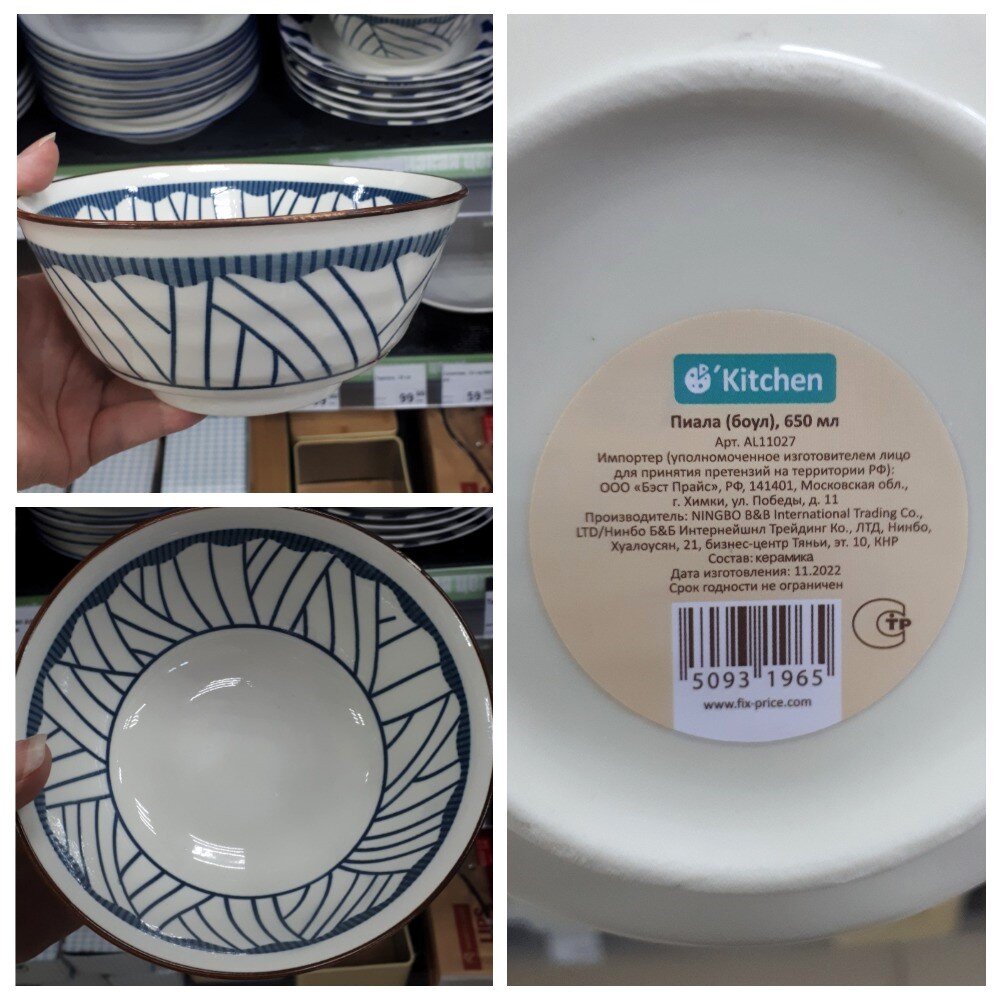 99
59
'Kitchen
Пиала (боул), 650 мл
Арт. AL11027
Импортер (уполномоченное изготовителем лицо
для принятия претензий на территории РФ):
ООО «Бэст Прайс», РФ, 141401, Московская обл.,
г. Химки, ул. Победы, д. 11
Производитель: NINGBO B&B International Trading Co.,
LTD/Нинбо Б&Б Интернейшнл Трейдинг Ко., ЛТД, Нинбо,
Хуалоусян, 21, бизнес-центр Тяньи, эт. 10, КНР
Состав: керамика
Дата изготовления: 11.2022
Срок годности не ограничен
5093 1965
www.fix-price.com
СТР